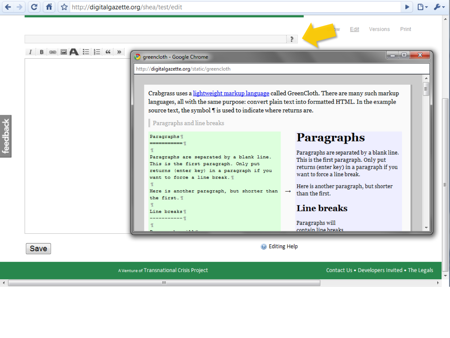 http://digitalgazette.org/shea/test/edit
Edit Versions Print
?
I B A “ »
greencloth - Google Chrome
http://digitalgazette.org/static/greencloth
Crabgrass uses a lightweight markup language called GreenCloth. There are many such markup
languages, all with the same purpose: convert plain text into formatted HTML. In the example
source text, the symbol ¶ is used to indicate where returns are.
Paragraphs and line breaks
Paragraphs¶
==========¶
¶
Paragraphs are separated by a blank line.
This is the first paragraph. Only put
returns (enter key) in a paragraph if you
want to force a line break.
¶
Here is another paragraph, but shorter than
the first.
¶
Line breaks¶
-----------¶
→
Paragraphs
Paragraphs are separated by a blank line.
This is the first paragraph. Only put
returns (enter key) in a paragraph if you
want to force a line break.
Here is another paragraph, but shorter
than the first.
Line breaks
Paragraphs will
contain line breaks
feedback
Save
Editing Help
A Venture of Transnational Crisis Project
Contact Us • Developers Invited • The Legals